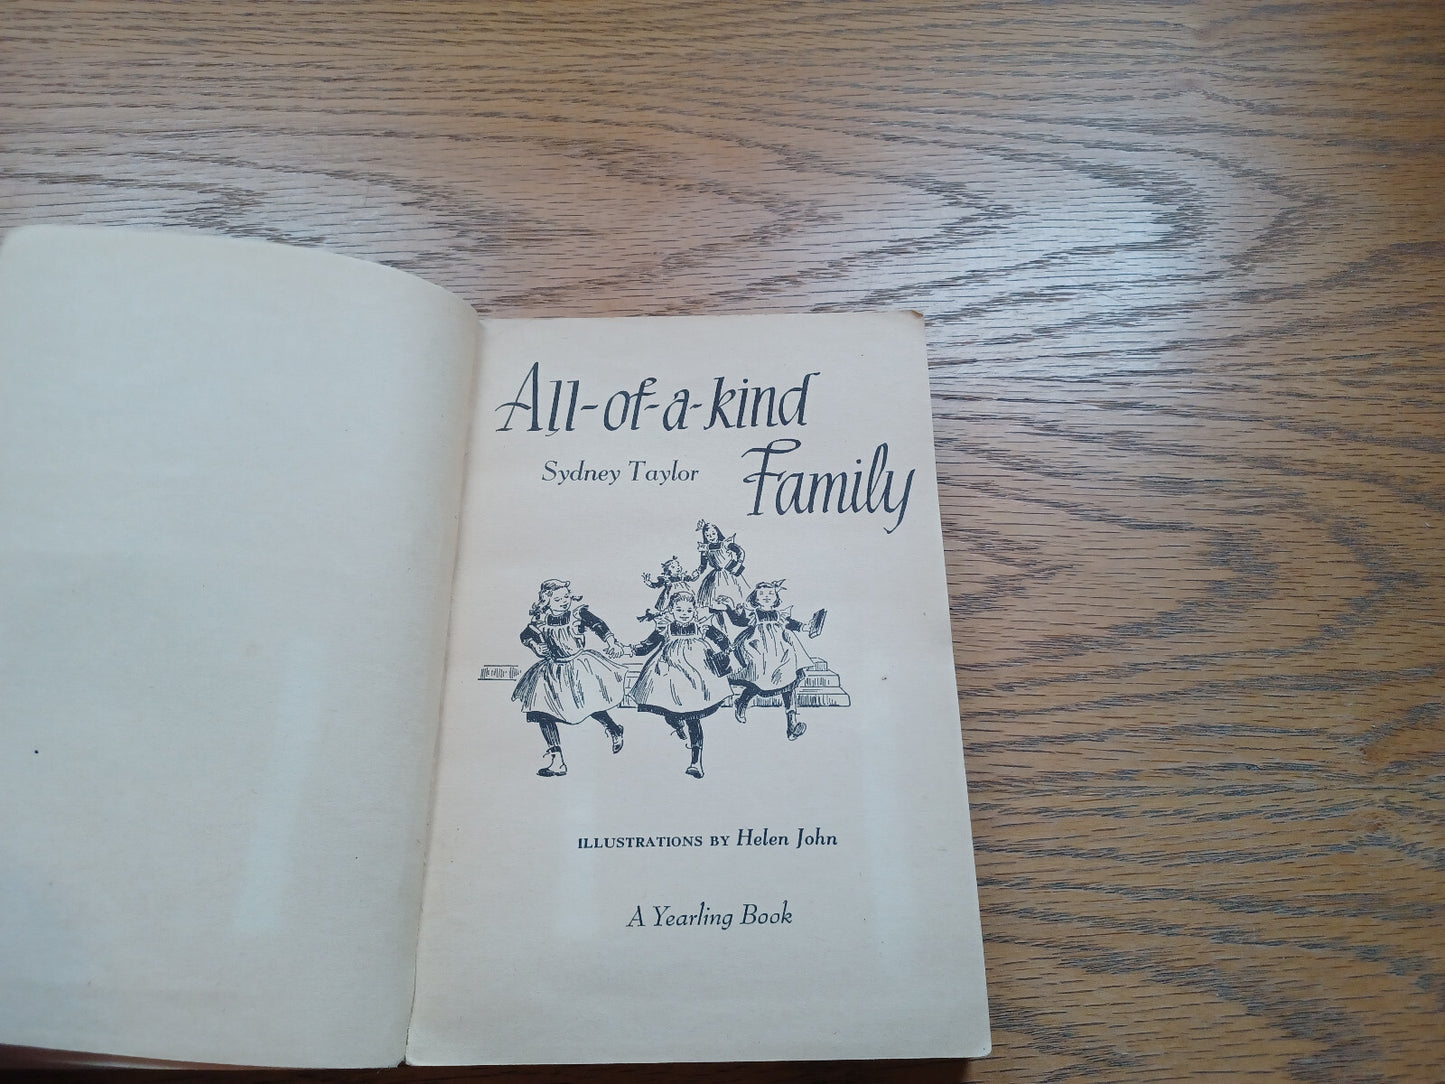 All-of-a-kind
Family
Sydney Taylor
ILLUSTRATIONS BY Helen John
A Yearling Book